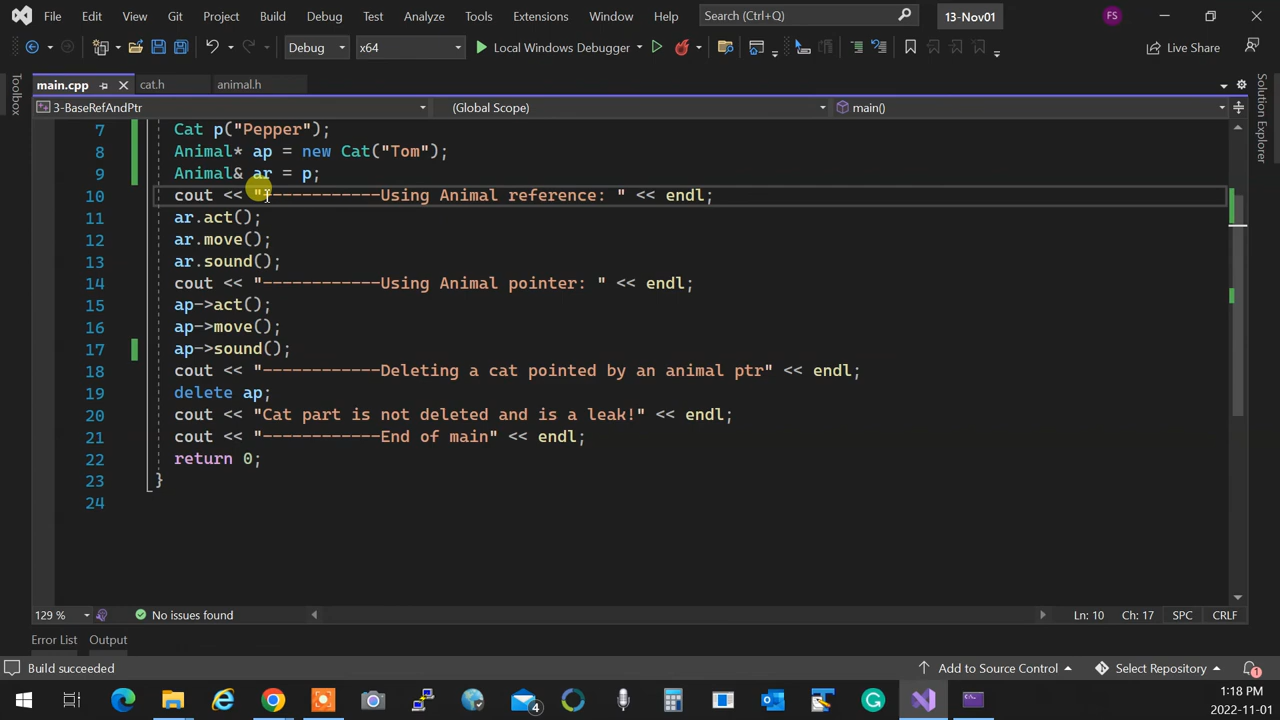 File Edit View Git Project Build Debug Test Analyze Tools Extensions Window Help Search (Ctrl+Q) 13-Nov01 FS
Debug x64 Local Windows Debugger Live Share
main.cpp cat.h animal.h
3-BaseRefAndPtr (Global Scope) main()
Toolbox
Solution Explorer
7 Cat p("Pepper");
8 Animal* ap = new Cat("Tom");
9 Animal& ar = p;
10 cout << "------------Using Animal reference: " << endl;
11 ar.act();
12 ar.move();
13 ar.sound();
14 cout << "------------Using Animal pointer: " << endl;
15 ap->act();
16 ap->move();
17 ap->sound();
18 cout << "------------Deleting a cat pointed by an animal ptr" << endl;
19 delete ap;
20 cout << "Cat part is not deleted and is a leak!" << endl;
21 cout << "------------End of main" << endl;
22 return 0;
23 }
24
129 % No issues found Ln: 10 Ch: 17 SPC CRLF
Error List Output
Build succeeded Add to Source Control Select Repository 1
4 1:18 PM
2022-11-01